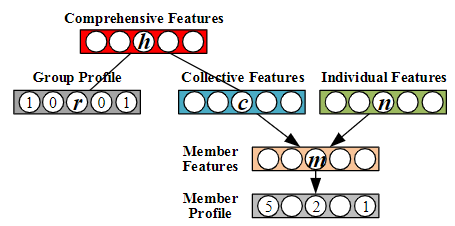 Comprehensive Features
h
Group Profile
Collective Features
Individual Features
1 0 r 0 1
c
n
Member
Features
m
Member
Profile
5 2 1